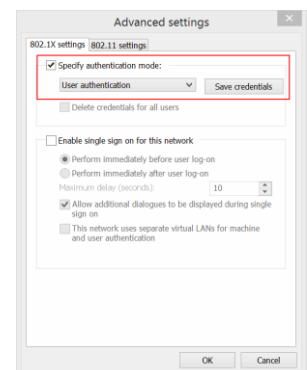 Advanced settings
802.1X settings 802.11 settings
Specify authentication mode:
User authentication Save credentials
Delete credentials for all users
Enable single sign on for this network
Perform immediately before user log-on
Perform immediately after user log-on
Maximum delay (seconds): 10
Allow additional dialogues to be displayed during single
sign on
This network uses separate virtual LANs for machine
and user authentication
OK Cancel